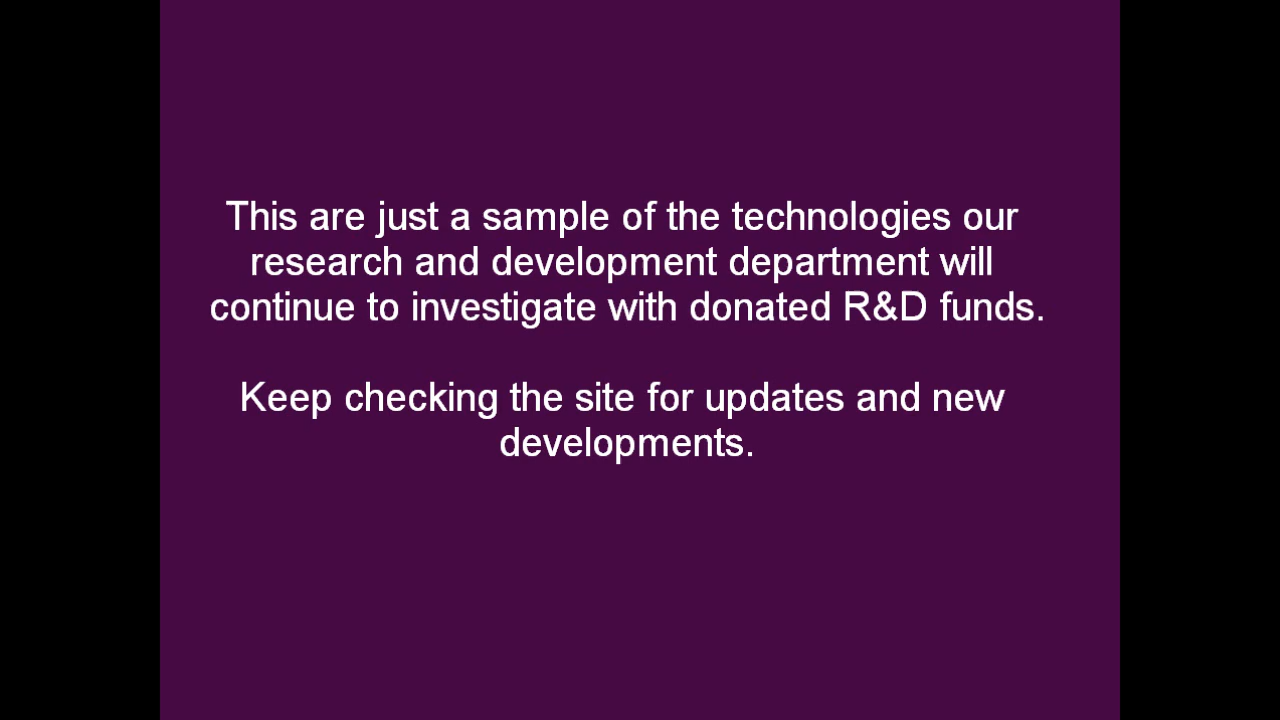 This are just a sample of the technologies our
research and development department will
continue to investigate with donated R&D funds.
Keep checking the site for updates and new
developments.